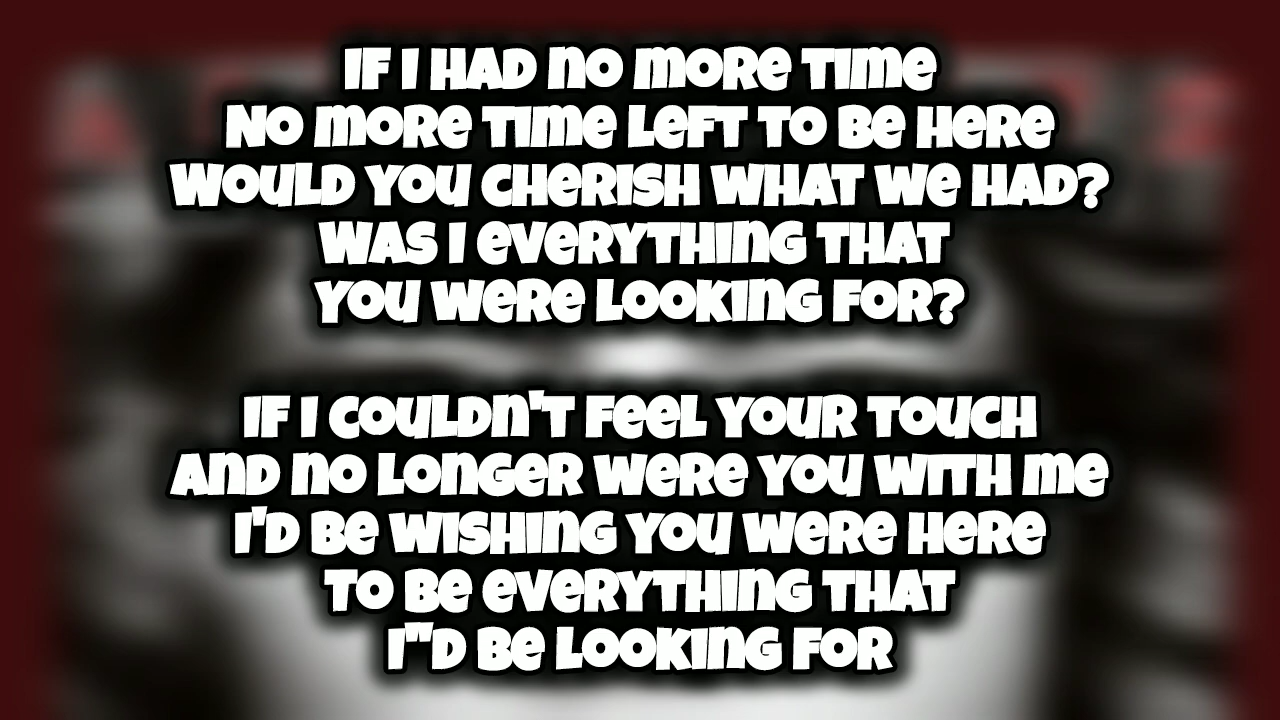 IF I HAD NO MORE TIME
NO MORE TIME LEFT TO BE HERE
WOULD YOU CHERISH WHAT WE HAD?
WAS I EVERYTHING THAT
YOU WERE LOOKING FOR?
IF I COULDN'T FEEL YOUR TOUCH
AND NO LONGER WERE YOU WITH ME
I'D BE WISHING YOU WERE HERE
TO BE EVERYTHING THAT
I"D BE LOOKING FOR